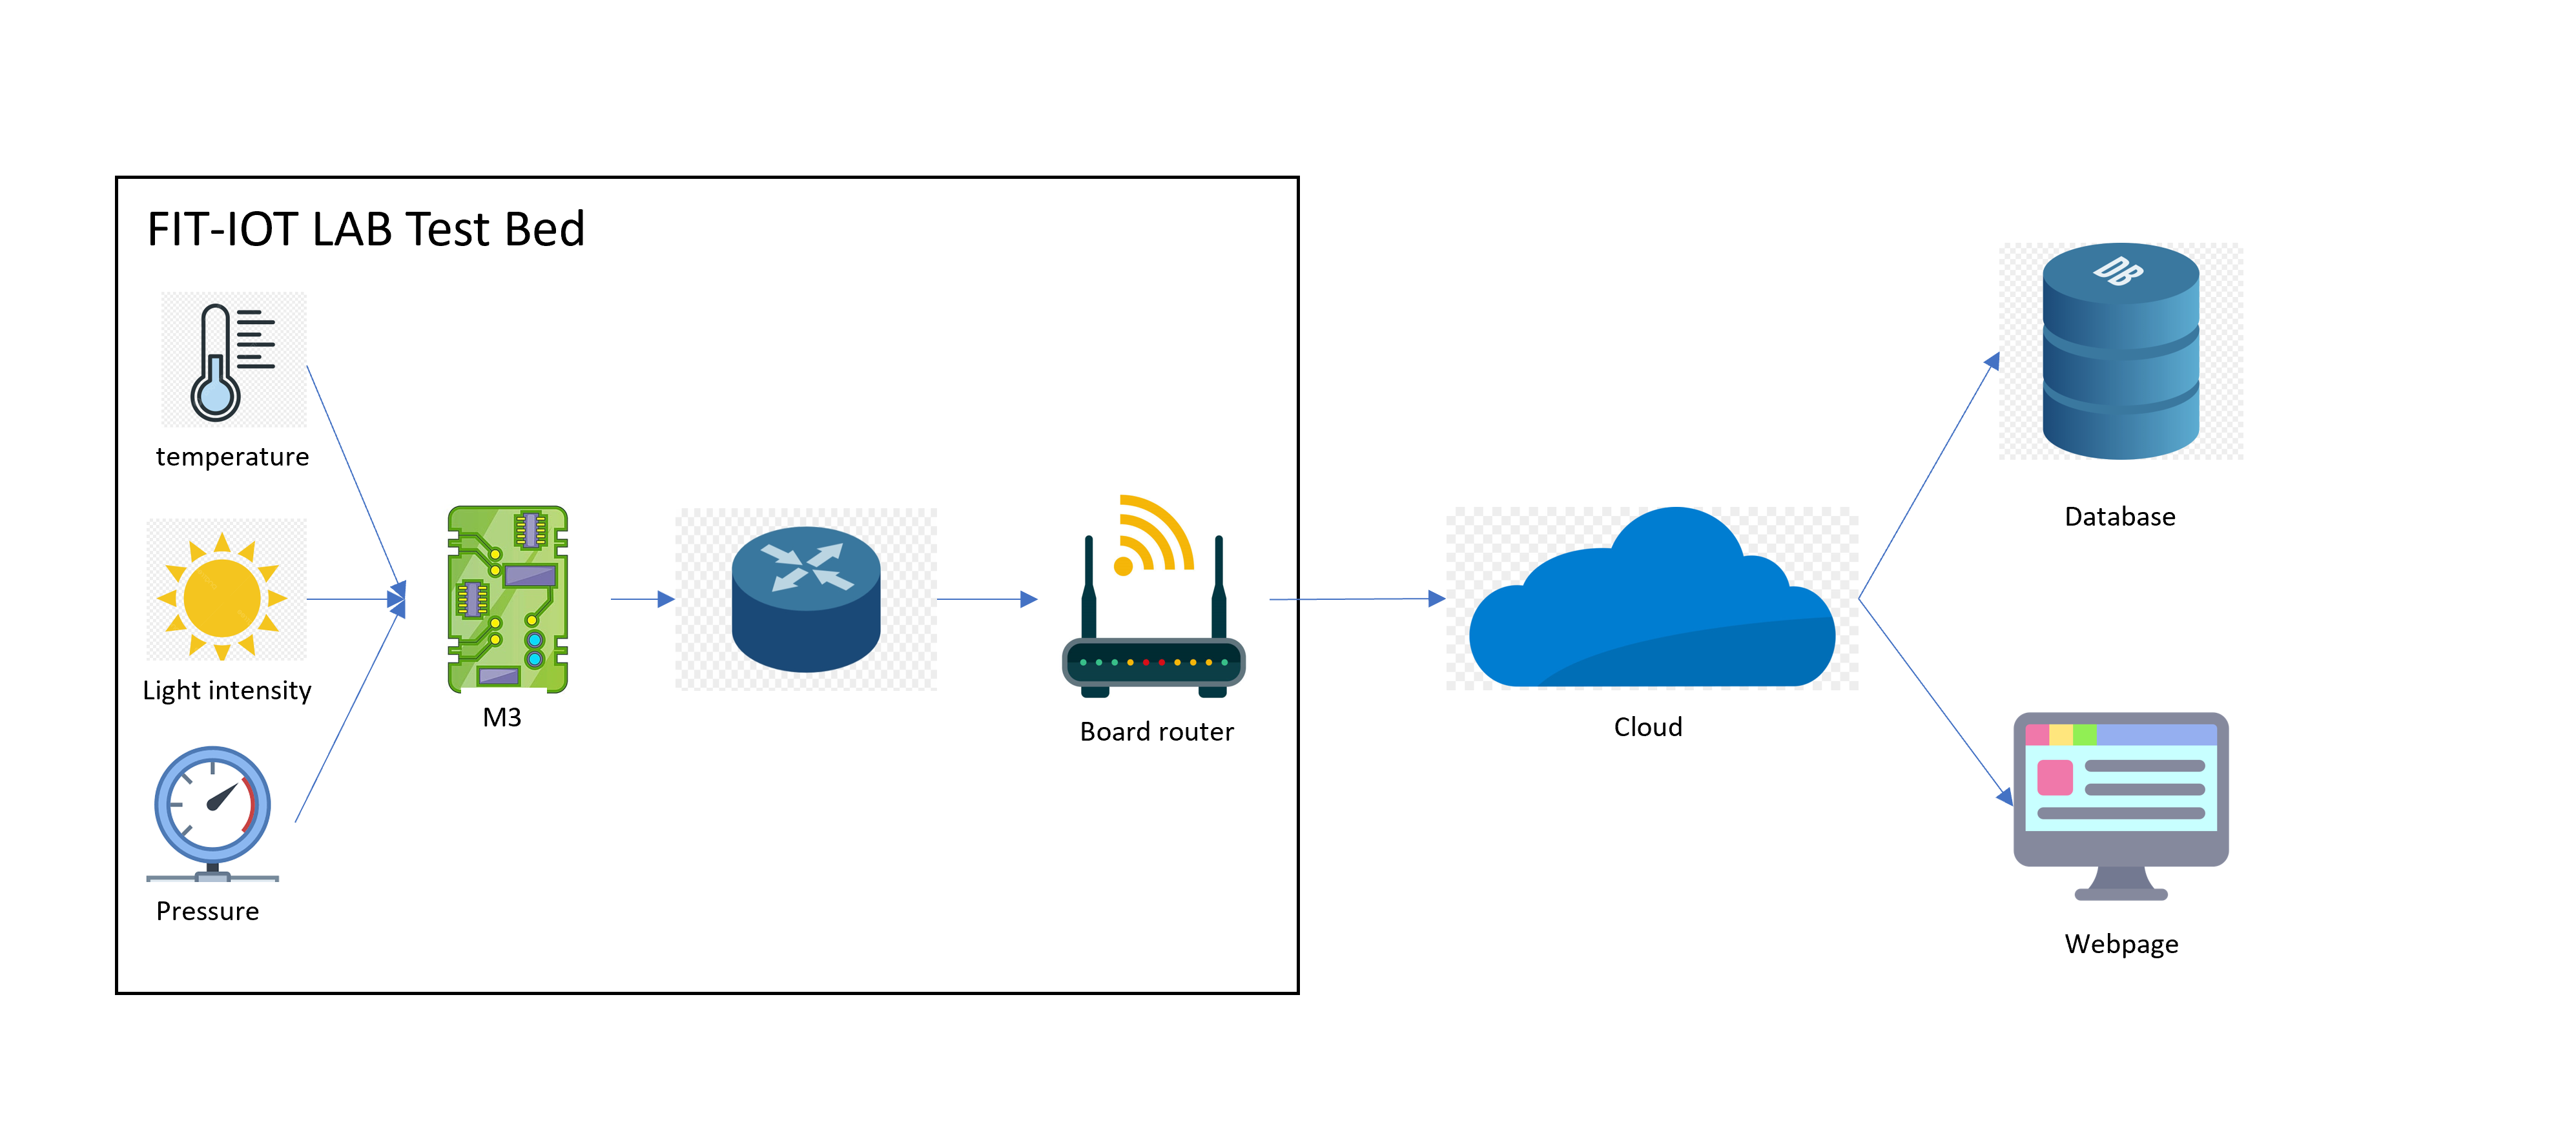 FIT-IOT LAB Test Bed
temperature
Light intensity
Pressure
M3
Board router
Cloud
DB
Database
Webpage